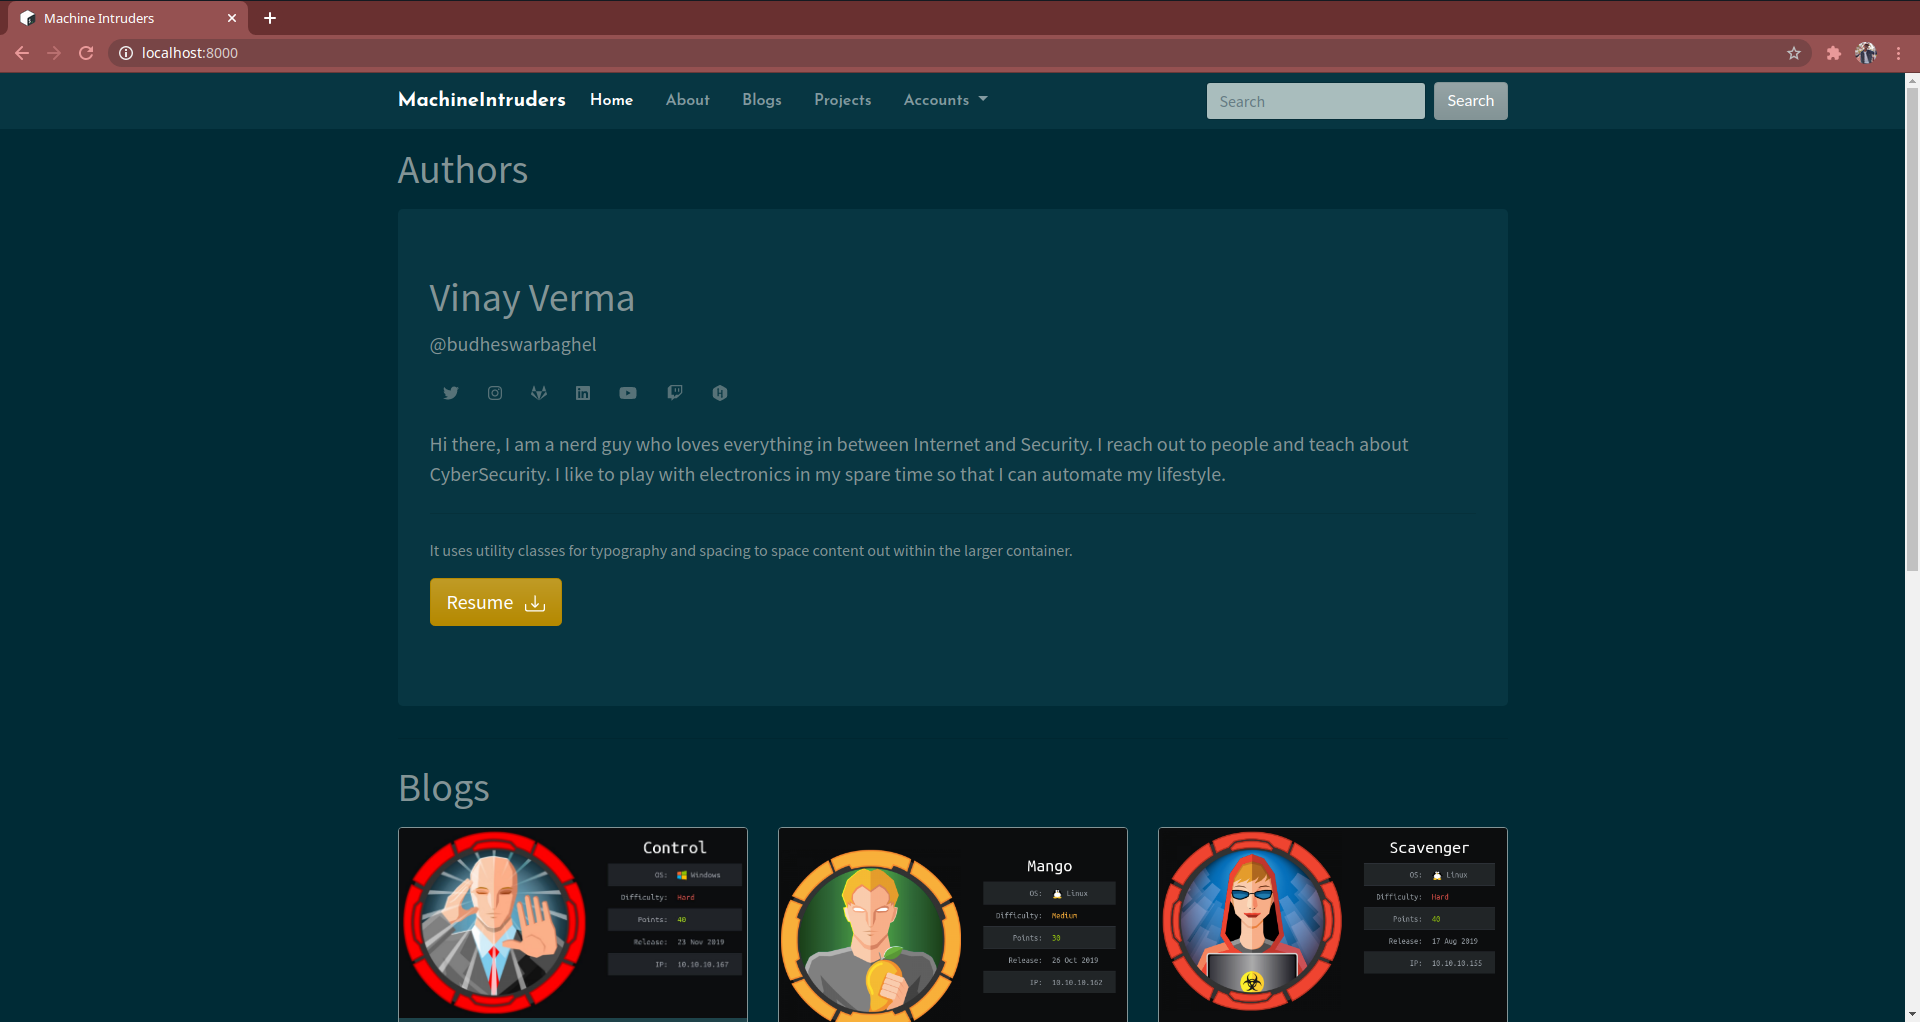 Machine Intruders
localhost:8000
MachineIntruders Home About Blogs Projects Accounts Search Search
Authors
Vinay Verma
@budheswarbaghel
Hi there, I am a nerd guy who loves everything in between Internet and Security. I reach out to people and teach about
CyberSecurity. I like to play with electronics in my spare time so that I can automate my lifestyle.
It uses utility classes for typography and spacing to space content out within the larger container.
Resume
Blogs
Control
OS: Windows
Difficulty: Hard
Points: 40
Release: 23 Nov 2019
IP: 10.10.10.167
Mango
OS: Linux
Difficulty: Medium
Points: 30
Release: 26 Oct 2019
IP: 10.10.10.162
Scavenger
OS: Linux
Difficulty: Hard
Points: 40
Release: 17 Aug 2019
IP: 10.10.10.155